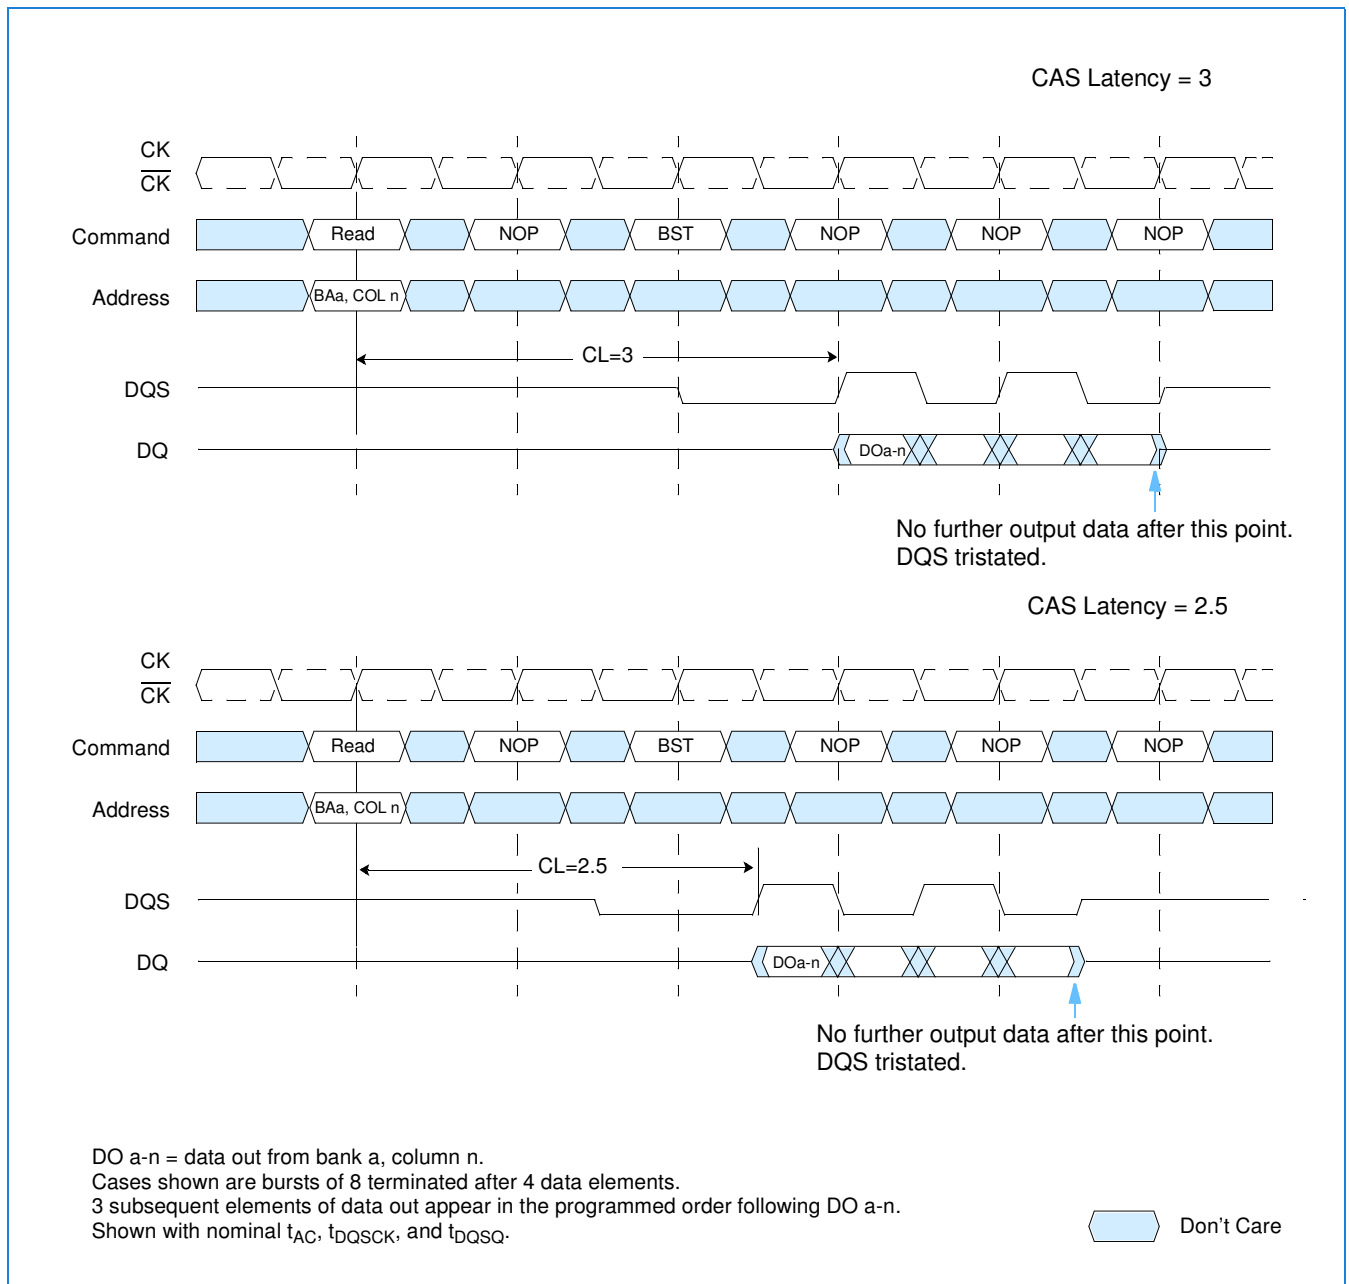 CAS Latency = 3
CK
CK
Command Read NOP BST NOP NOP NOP
Address BAa, COL n
CL=3
DQS
DQ DOa-n
No further output data after this point.
DQS tristated.
CAS Latency = 2.5
CK
CK
Command Read NOP BST NOP NOP NOP
Address BAa, COL n
CL=2.5
DQS
DQ DOa-n
No further output data after this point.
DQS tristated.
DO a-n = data out from bank a, column n.
Cases shown are bursts of 8 terminated after 4 data elements.
3 subsequent elements of data out appear in the programmed order following DO a-n.
Shown with nominal tAC, tDQSCK, and tDQSQ.
Don't Care